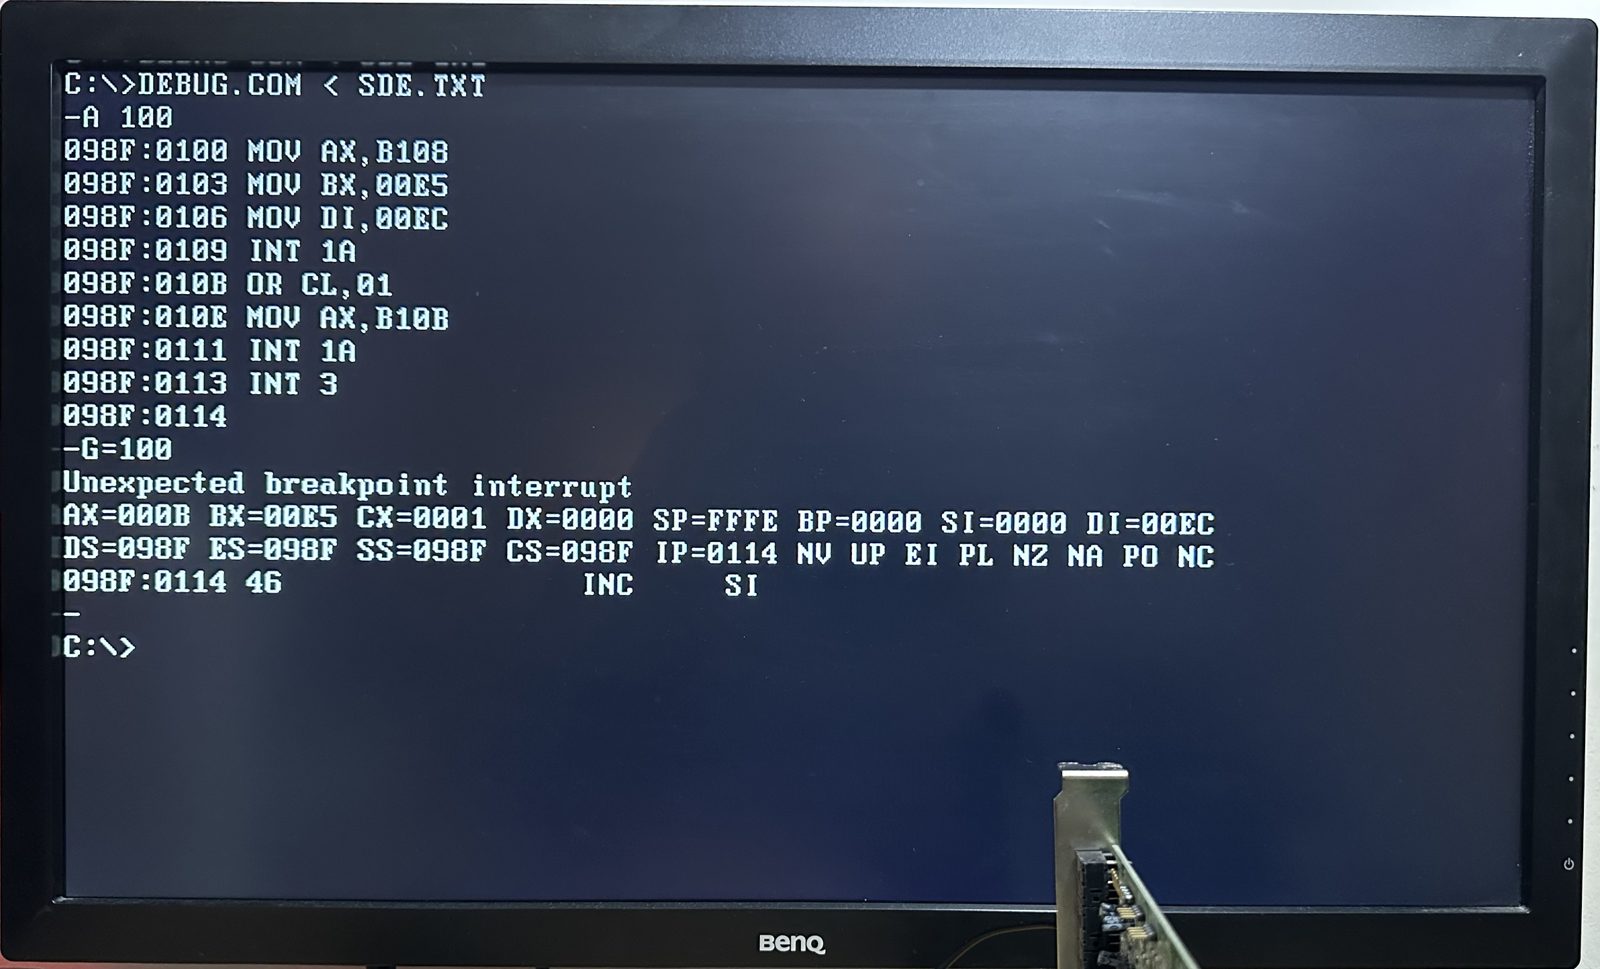 C:\>DEBUG.COM < SDE.TXT
-A 100
098F:0100 MOV AX,B108
098F:0103 MOV BX,00E5
098F:0106 MOV DI,00EC
098F:0109 INT 1A
098F:010B OR CL,01
098F:010E MOV AX,B10B
098F:0111 INT 1A
098F:0113 INT 3
098F:0114
-G=100
Unexpected breakpoint interrupt
AX=000B BX=00E5 CX=0001 DX=0000 SP=FFFE BP=0000 SI=0000 DI=00EC
DS=098F ES=098F SS=098F CS=098F IP=0114 NV UP EI PL NZ NA PO NC
098F:0114 46 INC SI
-
C:\>
BenQ